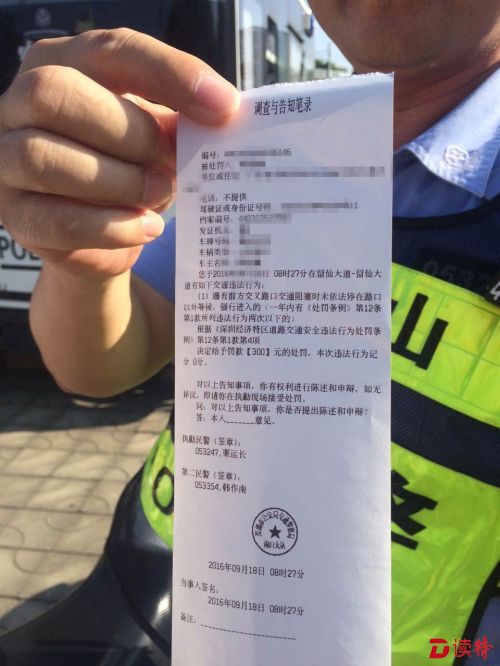 调查与告知笔录
编号: 06146
被处罚人
单位或住址
电话: 不提供
驾驶证或身份证号码 11
档案编号: 44030353
发证机关
车牌号码
车辆类型
车主名称
您于2016年 18日 08时27分在留仙大道-留仙大
道有如下交通违法行为:
(1) 遇有前方交叉路口交通阻塞时未依法停在路口
以外等候, 强行进入的 (一年内有《处罚条例》第12条
第1款所列违法行为两次以下的)
根据《深圳经济特区道路交通安全违法行为处罚条
例》第12条第1款第4项
决定给予罚款【300】元的处罚, 本次违法行为记
分 0分。
对以上告知事项, 你有权利进行陈述和申辩, 如无
异议, 即请你在执勤现场接受处罚。
问: 对以上告知事项, 你是否提出陈述和申辩?
答: 本人_______意见。
执勤民警 (签章):
053247, 栗运长
第二民警 (签章):
053354, 韩作南
2016年09月18日 08时27分
当事人签名:
2016年09月18日 08时27分
备注:
山
D读特